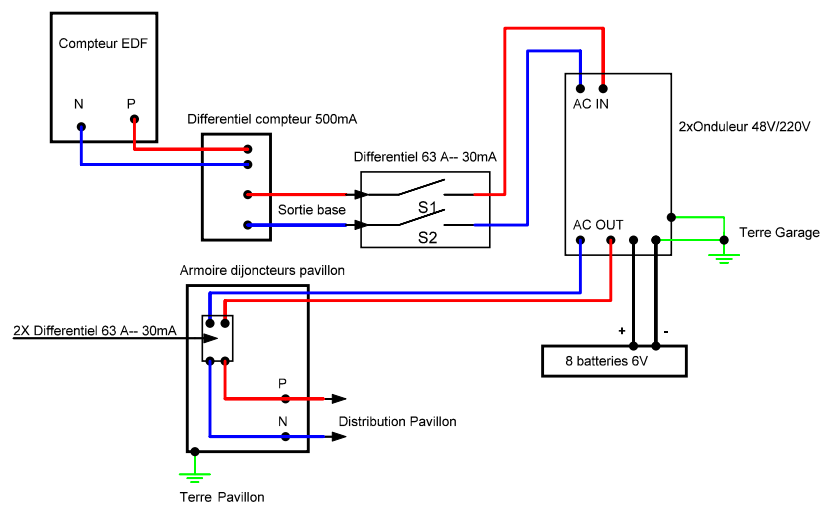 Compteur EDF
N
P
Differentiel compteur 500mA
Differentiel 63 A-- 30mA
Sortie base
S1
S2
AC IN
2xOnduleur 48V/220V
AC OUT
Terre Garage
+
-
8 batteries 6V
Armoire dijoncteurs pavillon
2X Differentiel 63 A-- 30mA
P
N
Distribution Pavillon
Terre Pavillon